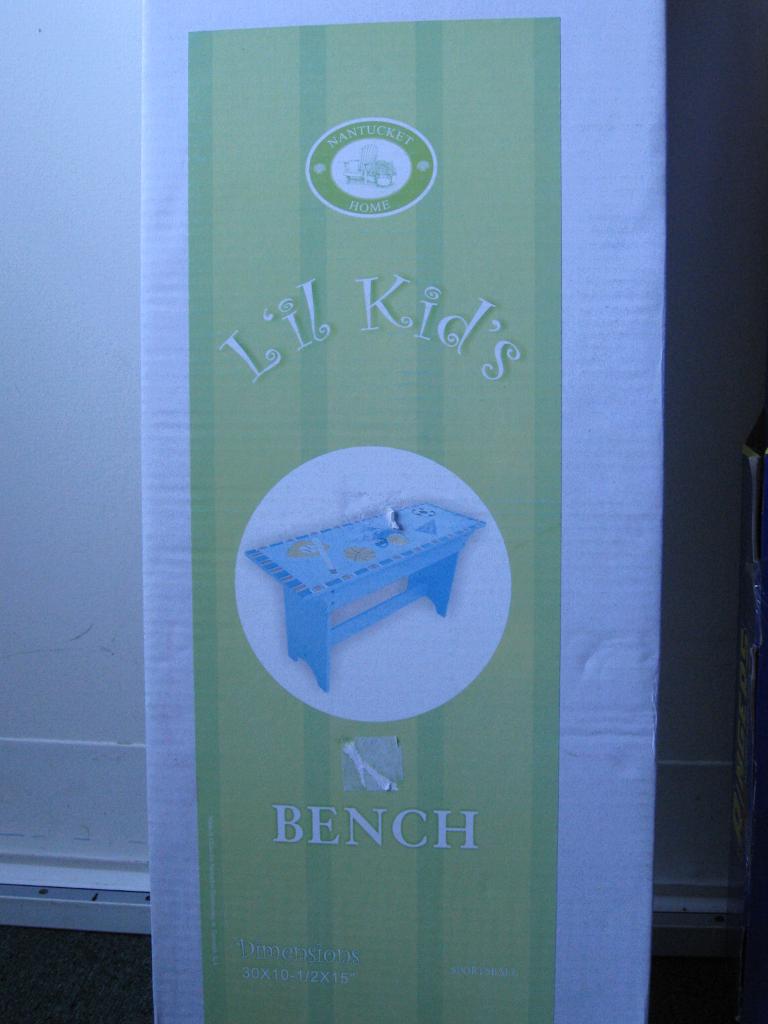 NANTUCKET
HOME
L'il Kid's
BENCH
Dimensions
30X10-1/2X15"